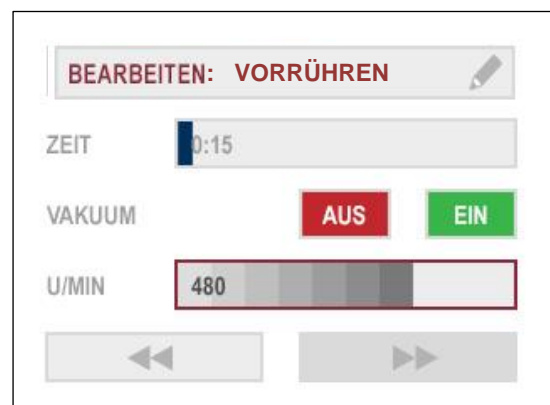 BEARBEITEN: VORRÜHREN
ZEIT 0:15
VAKUUM AUS EIN
U/MIN 480